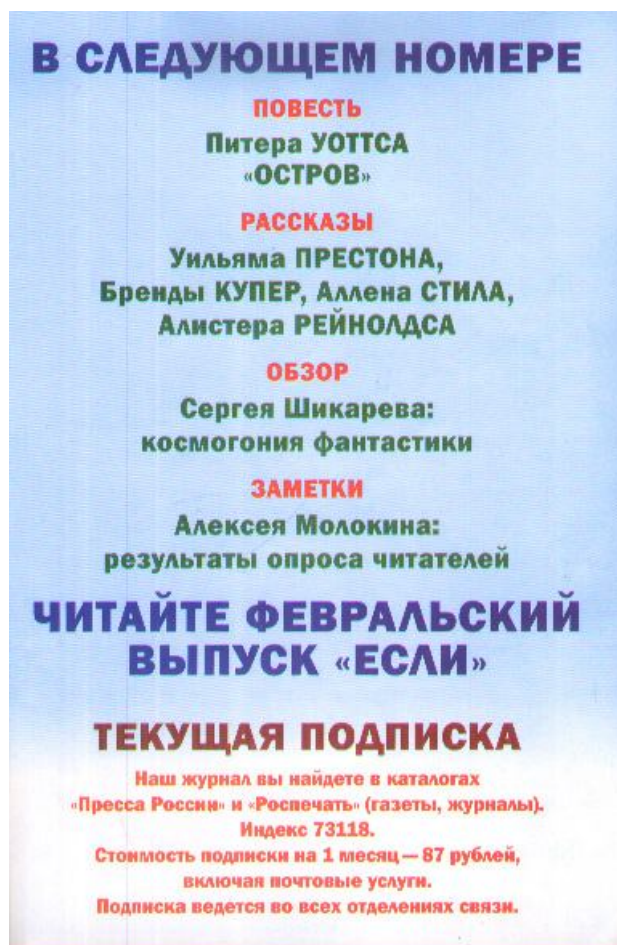 В СЛЕДУЮЩЕМ НОМЕРЕ
ПОВЕСТЬ
Питера УОТТСА
«ОСТРОВ»
РАССКАЗЫ
Уильяма ПРЕСТОНА,
Бренды КУПЕР, Аллена СТИЛА,
Алистера РЕЙНОЛДСА
ОБЗОР
Сергея Шикарева:
космогония фантастики
ЗАМЕТКИ
Алексея Молокина:
результаты опроса читателей
ЧИТАЙТЕ ФЕВРАЛЬСКИЙ
ВЫПУСК «ЕСЛИ»
ТЕКУЩАЯ ПОДПИСКА
Наш журнал вы найдете в каталогах
«Пресса России» и «Роспечать» (газеты, журналы).
Индекс 73118.
Стоимость подписки на 1 месяц — 87 рублей,
включая почтовые услуги.
Подписка ведется во всех отделениях связи.